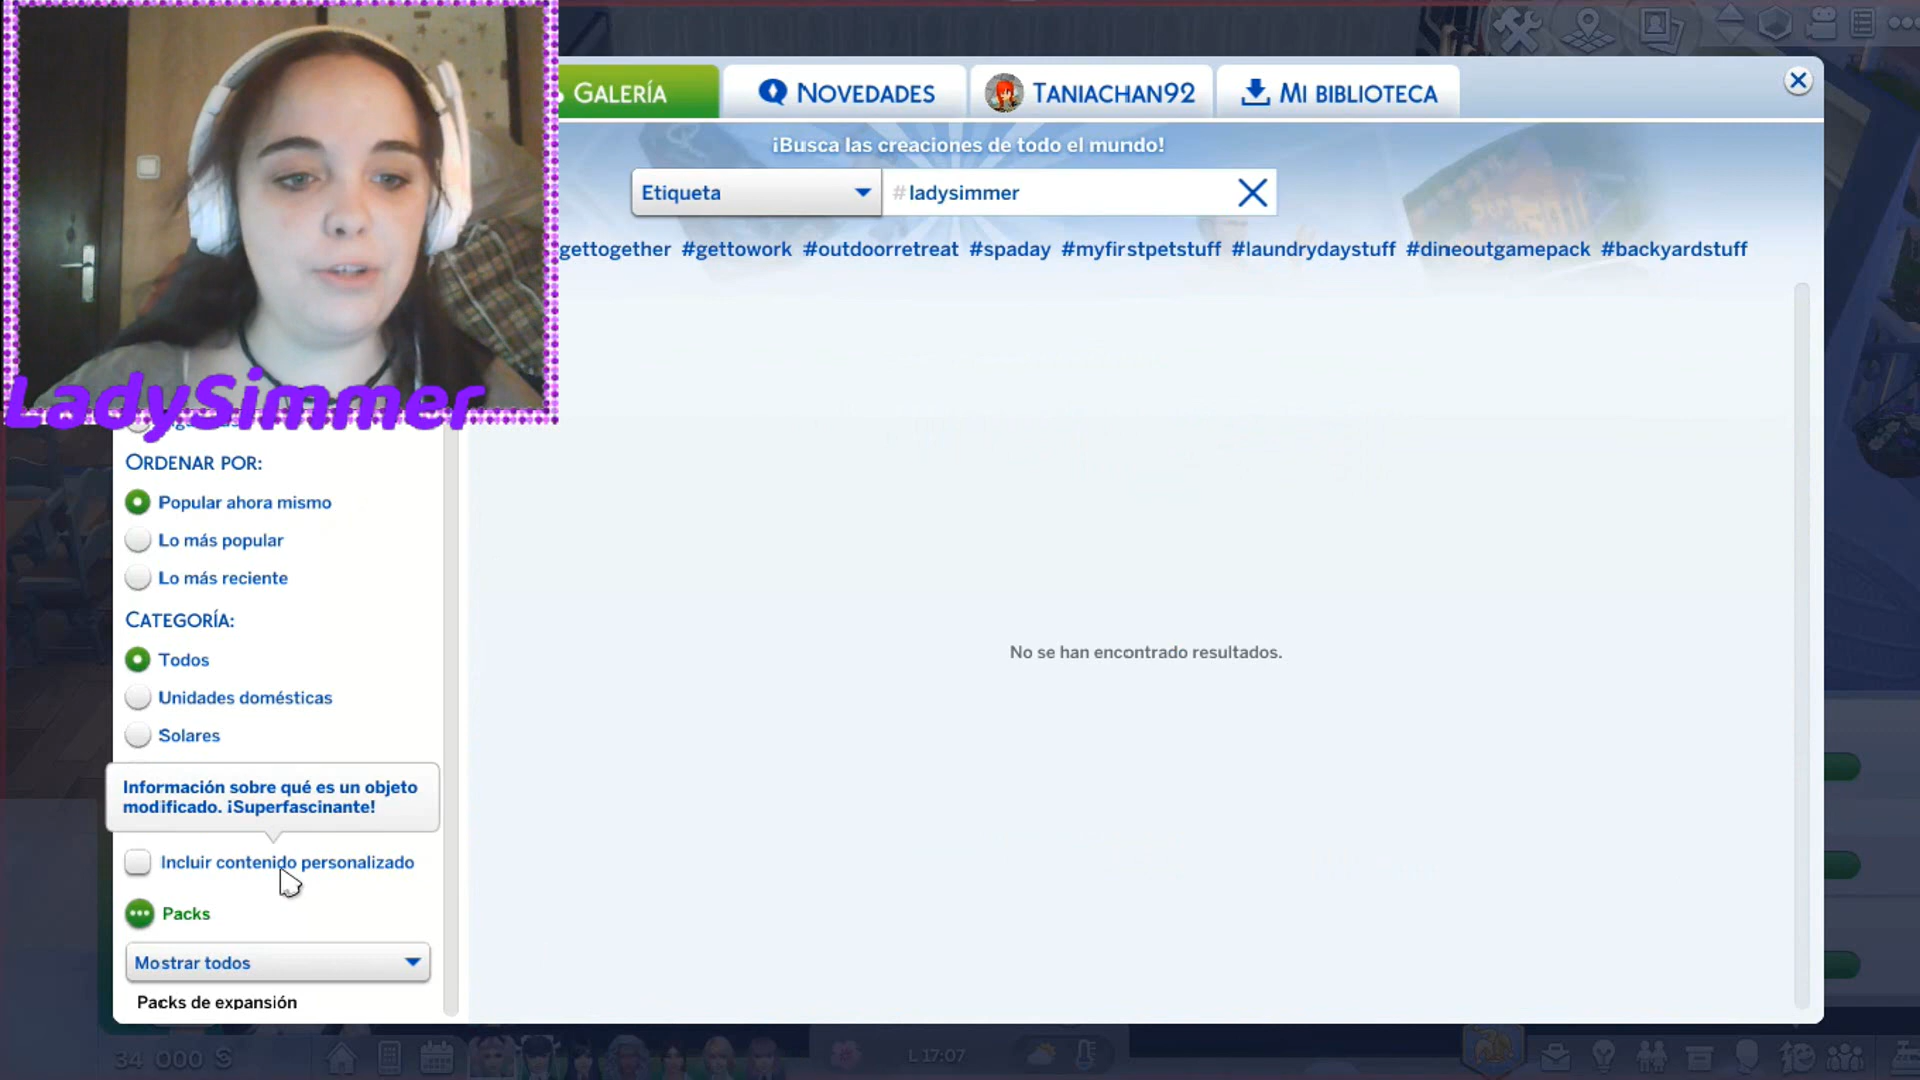 GALERÍA
NOVEDADES
TANIACHAN92
MI BIBLIOTECA
¡Busca las creaciones de todo el mundo!
Etiqueta
#ladysimmer
gettogether #gettowork #outdoorretreat #spaday #myfirstpetstuff #laundrydaystuff #dineoutgamepack #backyardstuff
LadySimmer
ORDENAR POR:
Popular ahora mismo
Lo más popular
Lo más reciente
CATEGORÍA:
Todos
Unidades domésticas
Solares
No se han encontrado resultados.
Información sobre qué es un objeto
modificado. ¡Superfascinante!
Incluir contenido personalizado
Packs
Mostrar todos
Packs de expansión
34 000
L 17:07